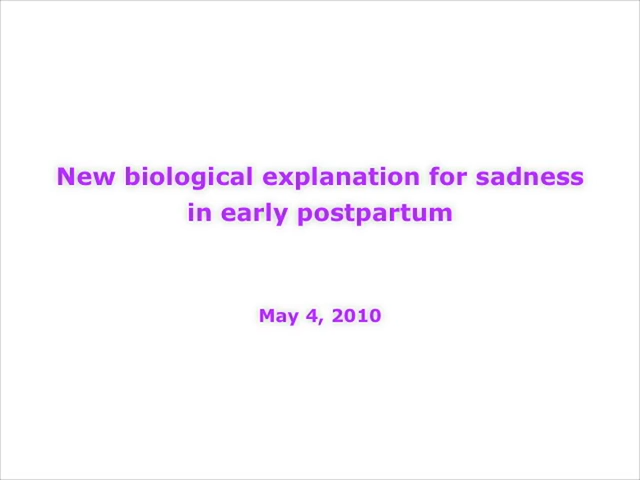 New biological explanation for sadness
in early postpartum
May 4, 2010